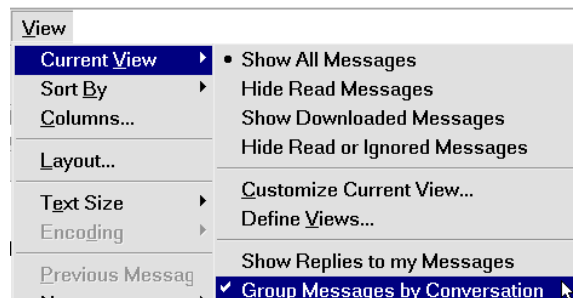 View
Current View
Sort By
Columns...
Layout...
Text Size
Encoding
Previous Messag
Show All Messages
Hide Read Messages
Show Downloaded Messages
Hide Read or Ignored Messages
Customize Current View...
Define Views...
Show Replies to my Messages
Group Messages by Conversation